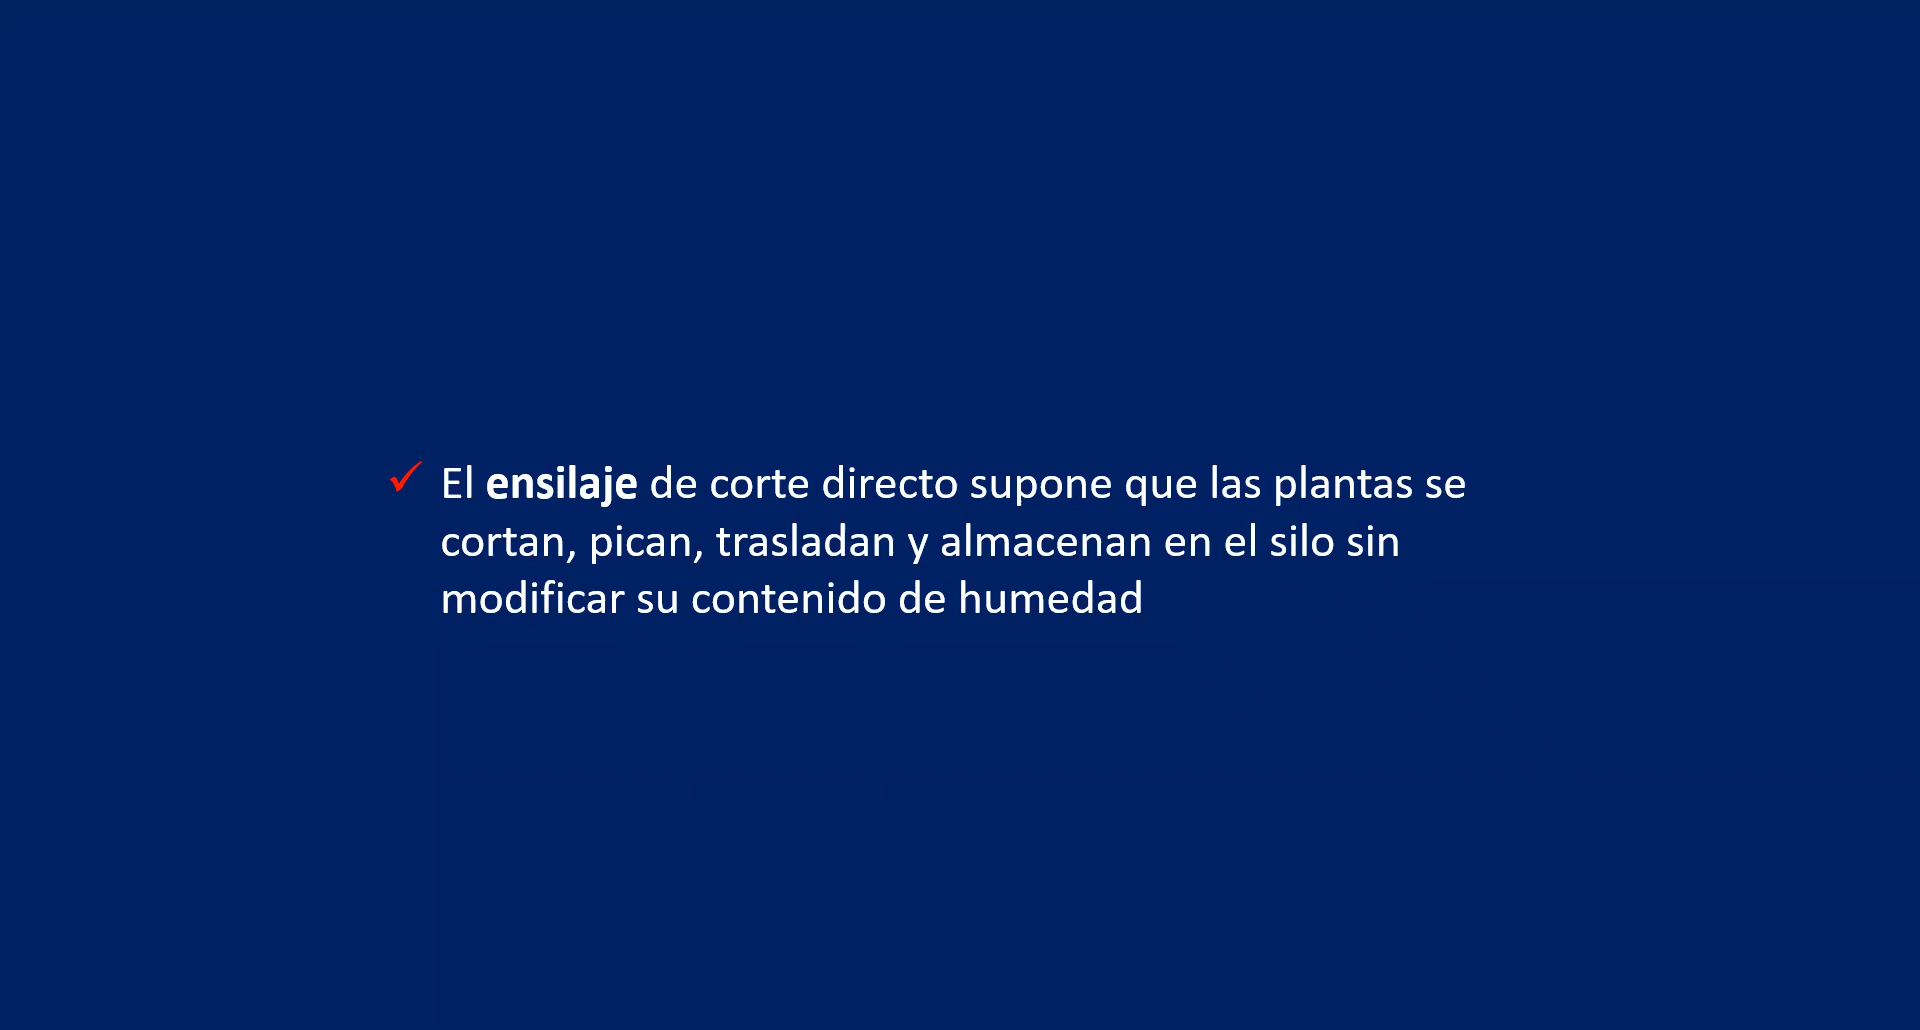 ✓ El ensilaje de corte directo supone que las plantas se
cortan, pican, trasladan y almacenan en el silo sin
modificar su contenido de humedad